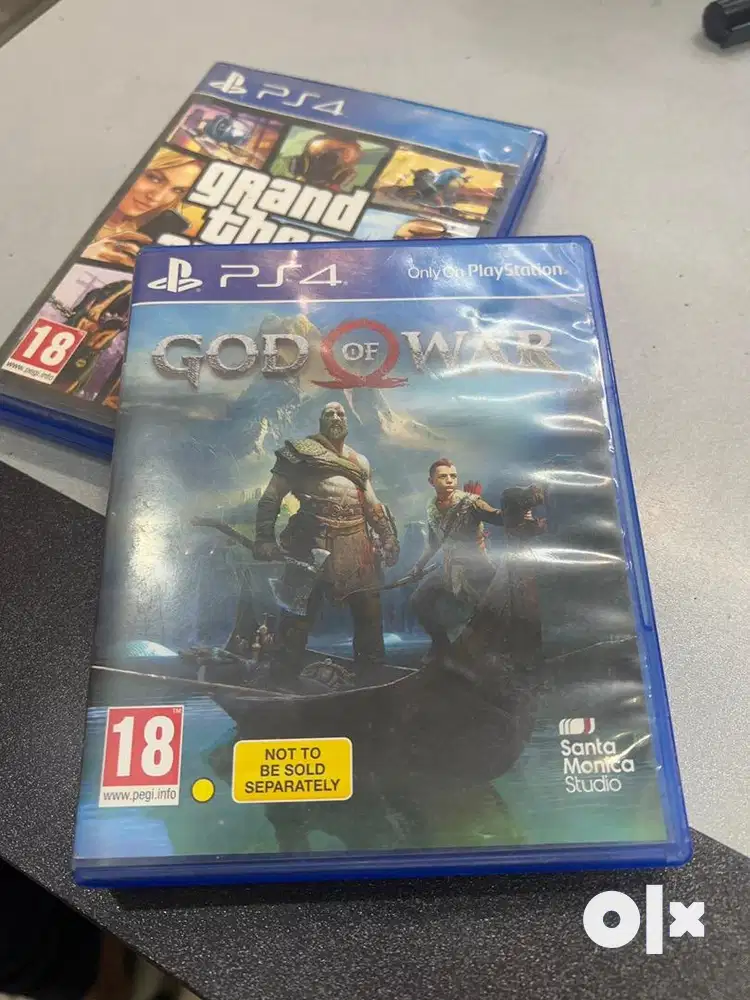 PS4
grand
18
www.pegi.info
PS4
Only On PlayStation
GOD OF WAR
18
TM
www.pegi.info
NOT TO
BE SOLD
SEPARATELY
Santa
Monica
Studio
olx